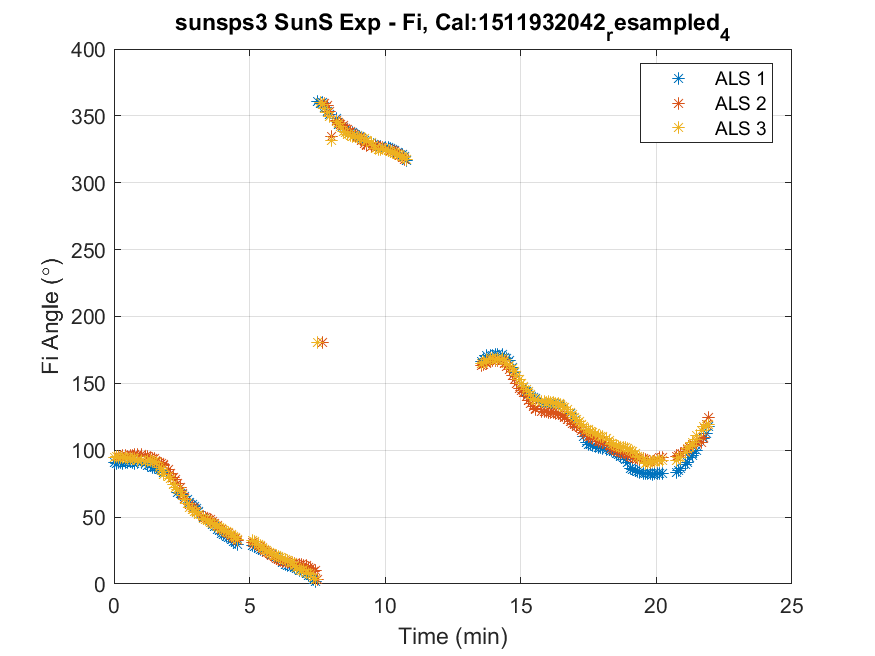 sunsps3 SunS Exp - Fi, Cal:1511932042resampled4
400
350
300
250
200
150
100
50
0
Fi Angle (°)
0 5 10 15 20 25
Time (min)
ALS 1
ALS 2
ALS 3